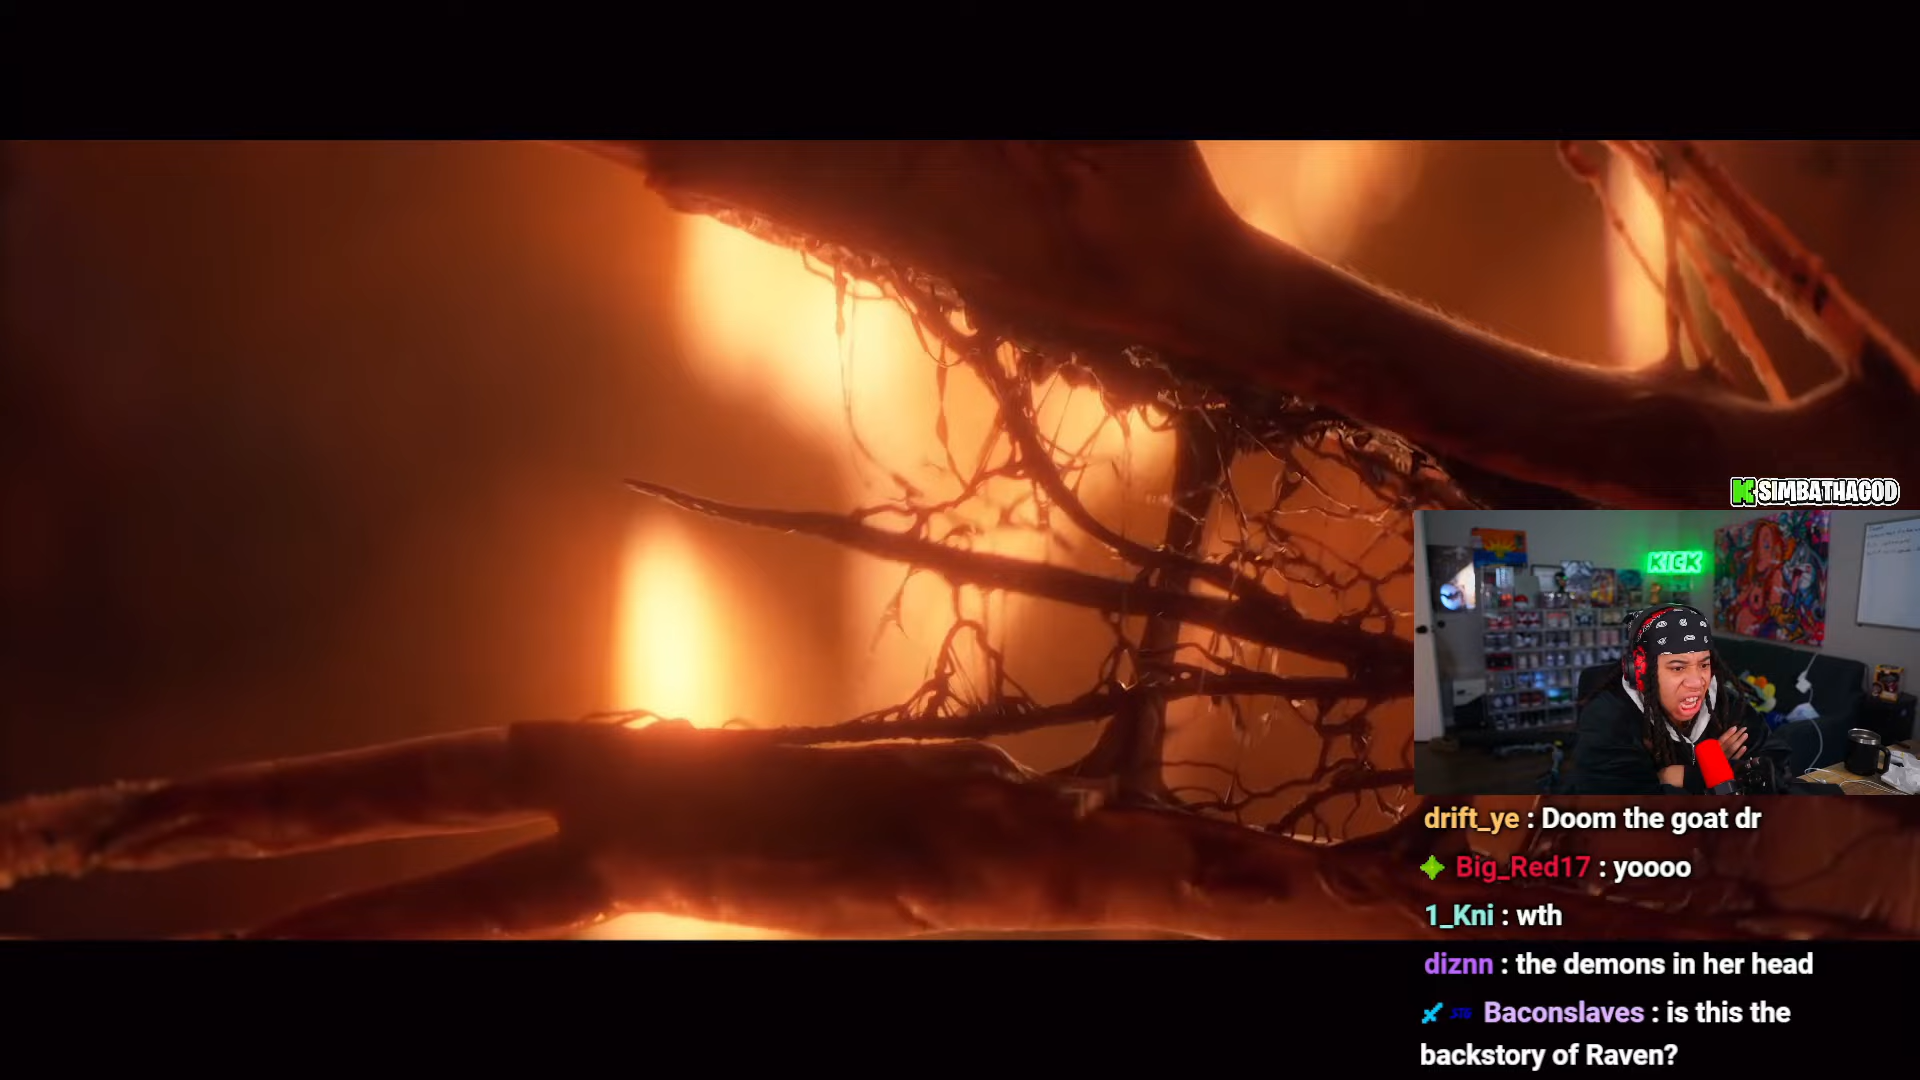 K SIMBATHAGOD
KICK
drift_ye : Doom the goat dr
Big_Red17 : yoooo
1_Kni : wth
diznn : the demons in her head
Baconslaves : is this the
backstory of Raven?